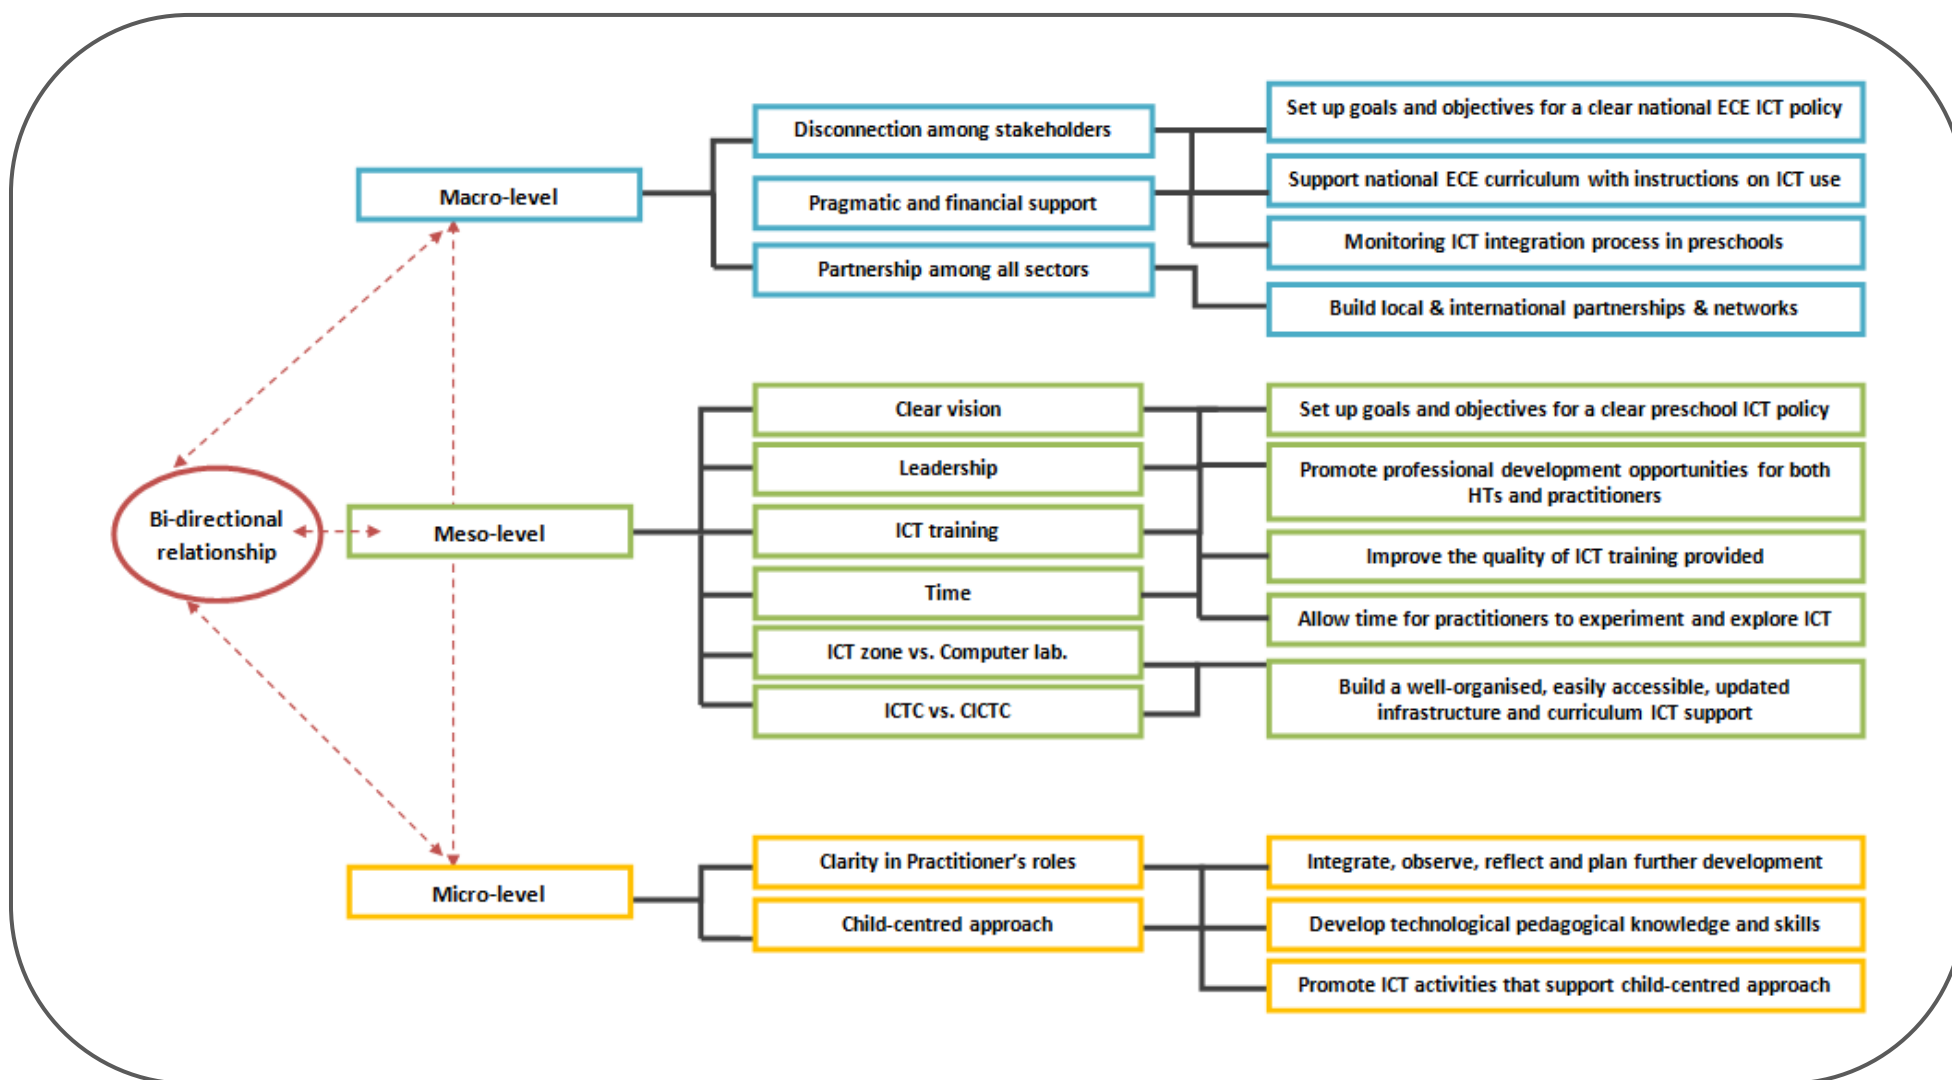 Set up goals and objectives for a clear national ECE ICT policy
Disconnection among stakeholders
Support national ECE curriculum with instructions on ICT use
Macro-level
Pragmatic and financial support
Monitoring ICT integration process in preschools
Partnership among all sectors
Build local & international partnerships & networks
Clear vision
Set up goals and objectives for a clear preschool ICT policy
Leadership
Promote professional development opportunities for both
HTs and practitioners
Bi-directional
relationship
Meso-level
ICT training
Improve the quality of ICT training provided
Time
Allow time for practitioners to experiment and explore ICT
ICT zone vs. Computer lab.
Build a well-organised, easily accessible, updated
infrastructure and curriculum ICT support
ICTC vs. CICTC
Clarity in Practitioner's roles
Integrate, observe, reflect and plan further development
Micro-level
Child-centred approach
Develop technological pedagogical knowledge and skills
Promote ICT activities that support child-centred approach